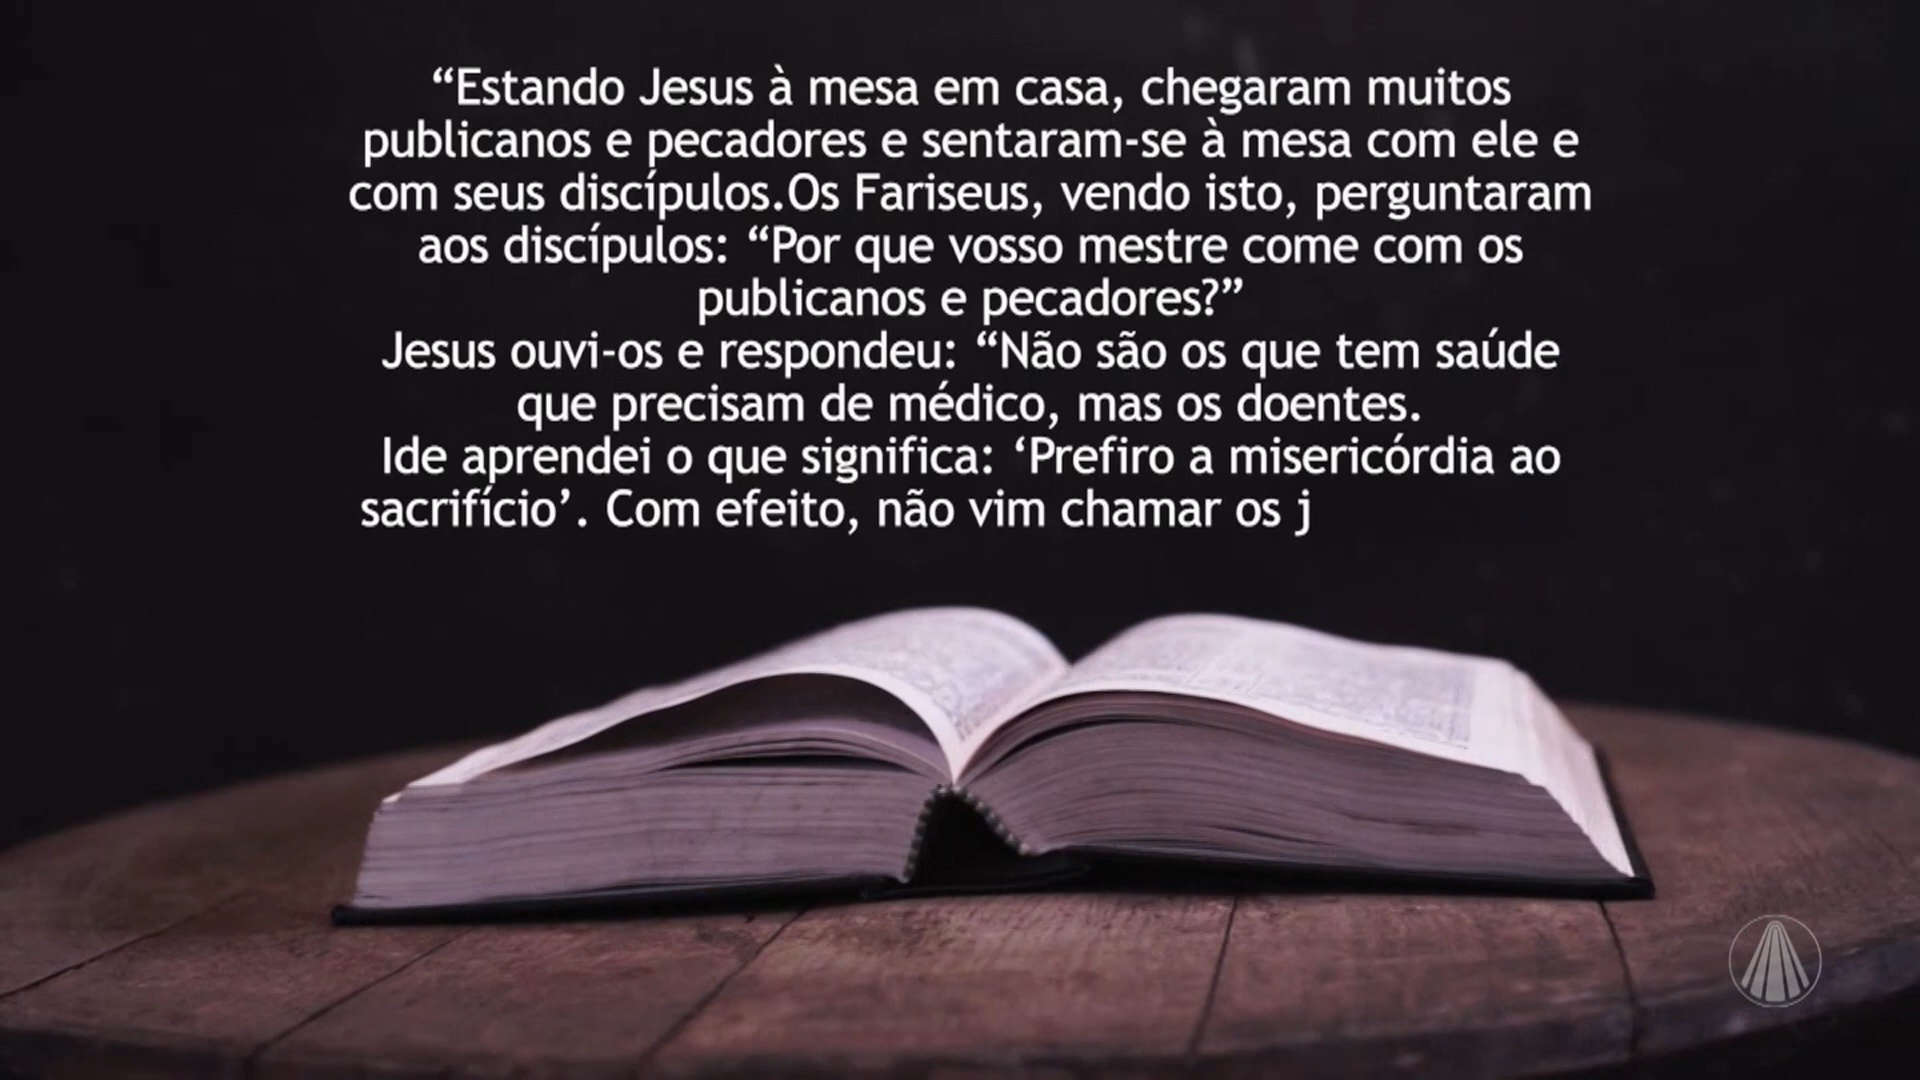 “Estando Jesus à mesa em casa, chegaram muitos
publicanos e pecadores e sentaram-se à mesa com ele e
com seus discípulos.Os Fariseus, vendo isto, perguntaram
aos discípulos: “Por que vosso mestre come com os
publicanos e pecadores?”
Jesus ouvi-os e respondeu: “Não são os que tem saúde
que precisam de médico, mas os doentes.
Ide aprendei o que significa: ‘Prefiro a misericórdia ao
sacrifício’. Com efeito, não vim chamar os j